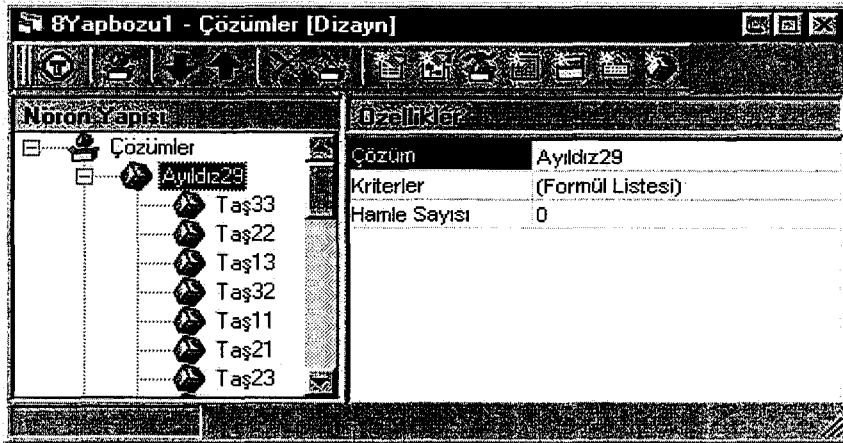 8Yapbozu1 - Çözümler [Dizayn]
Nöron Yapısı
Özellikler
Çözümler
Ayıldız29
Taş33
Taş22
Taş13
Taş32
Taş11
Taş21
Taş23
Çözüm Ayıldız29
Kriterler (Formül Listesi)
Hamle Sayısı 0